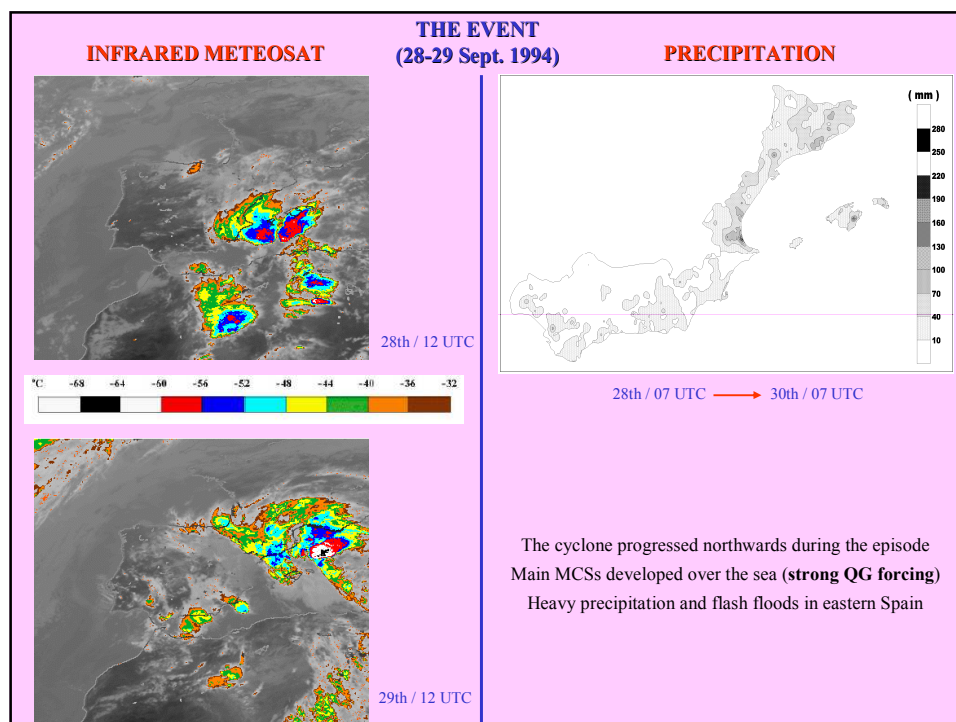 THE EVENT
(28-29 Sept. 1994)
INFRARED METEOSAT
28th / 12 UTC
°C -68 -64 -60 -56 -52 -48 -44 -40 -36 -32
29th / 12 UTC
PRECIPITATION
( mm )
280
250
220
190
160
130
100
70
40
10
28th / 07 UTC → 30th / 07 UTC
The cyclone progressed northwards during the episode
Main MCSs developed over the sea (strong QG forcing)
Heavy precipitation and flash floods in eastern Spain